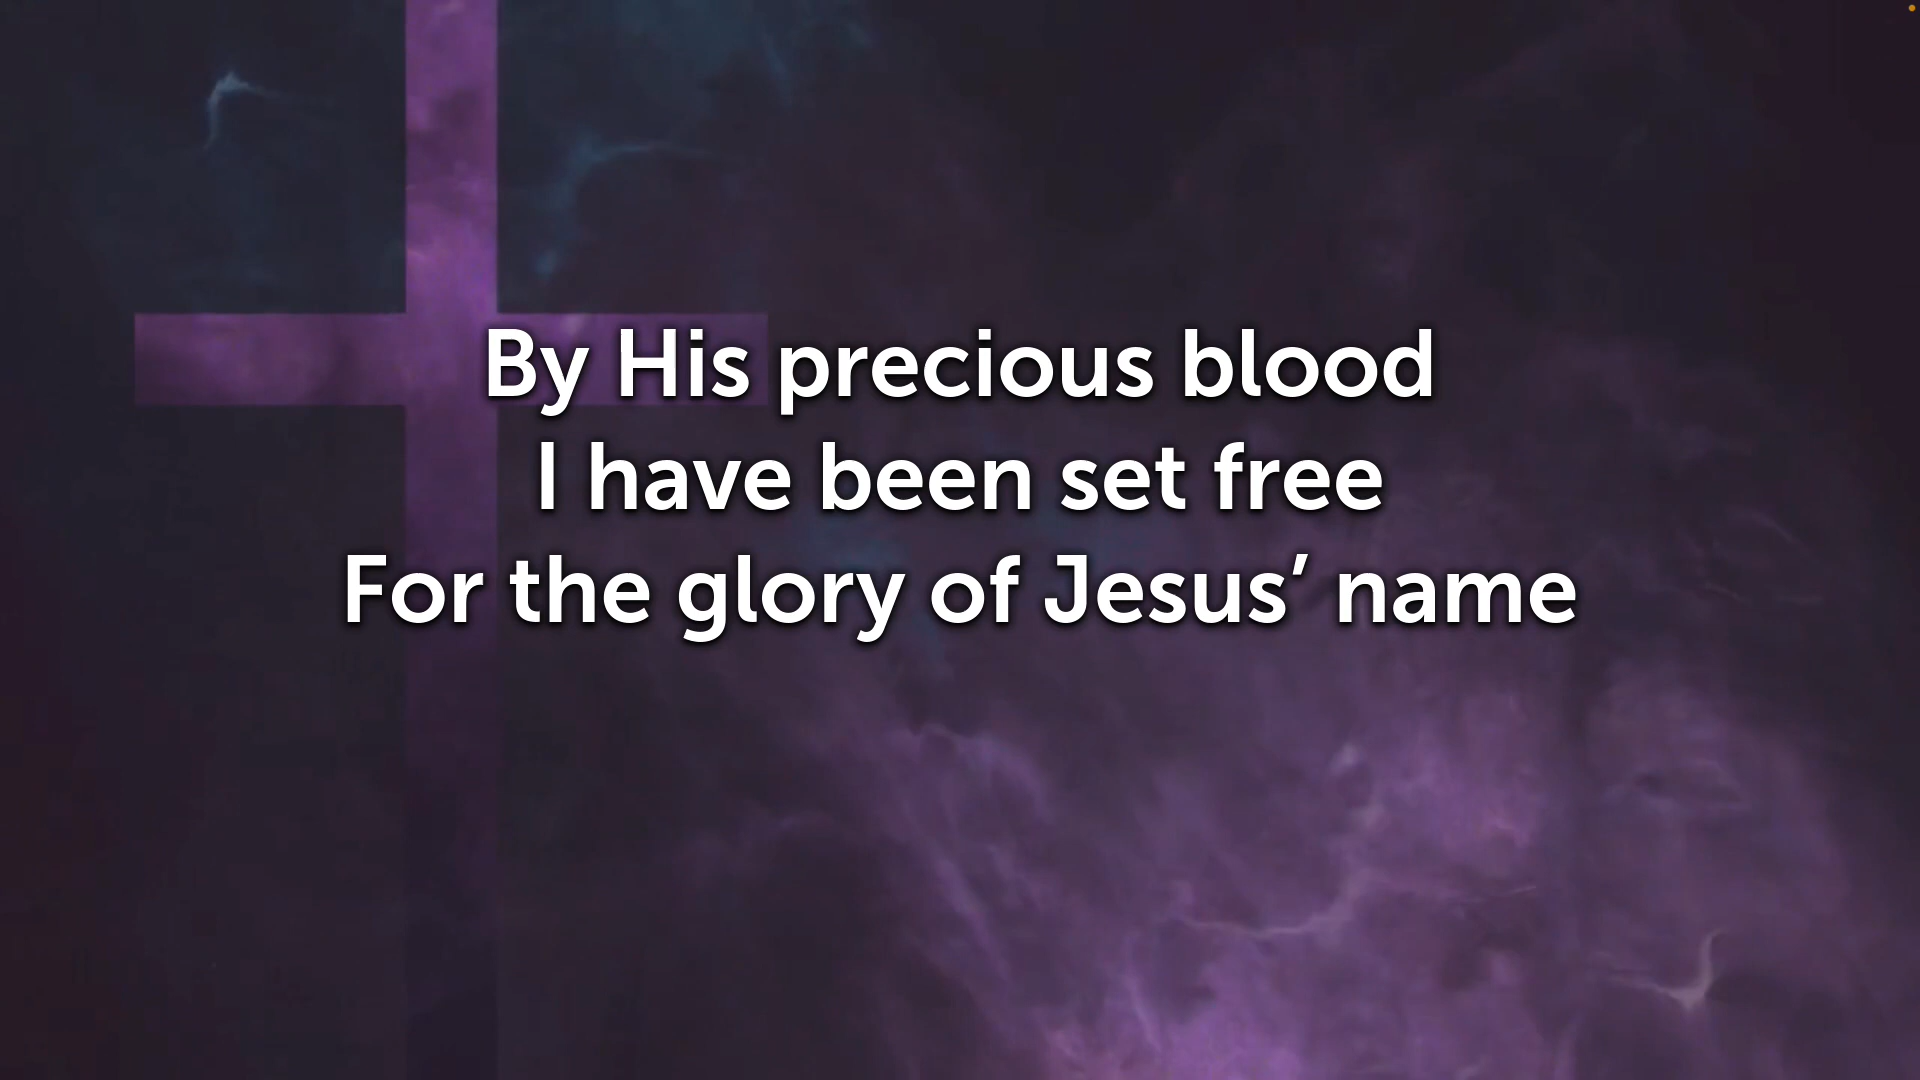 By His precious blood
I have been set free
For the glory of Jesus’ name